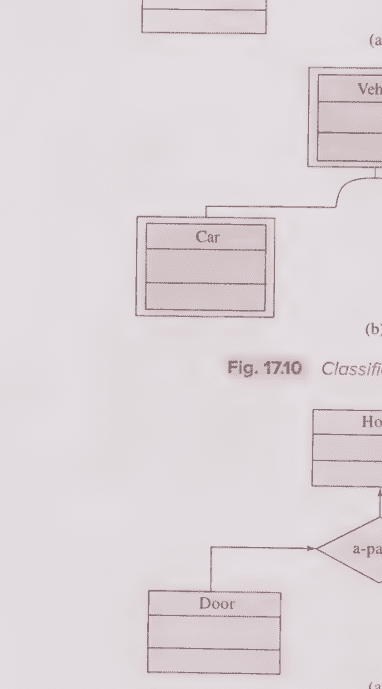 (a
Veh
Car
(b)
Fig. 17.10 Classifi
Ho
a-pa
Door
(a